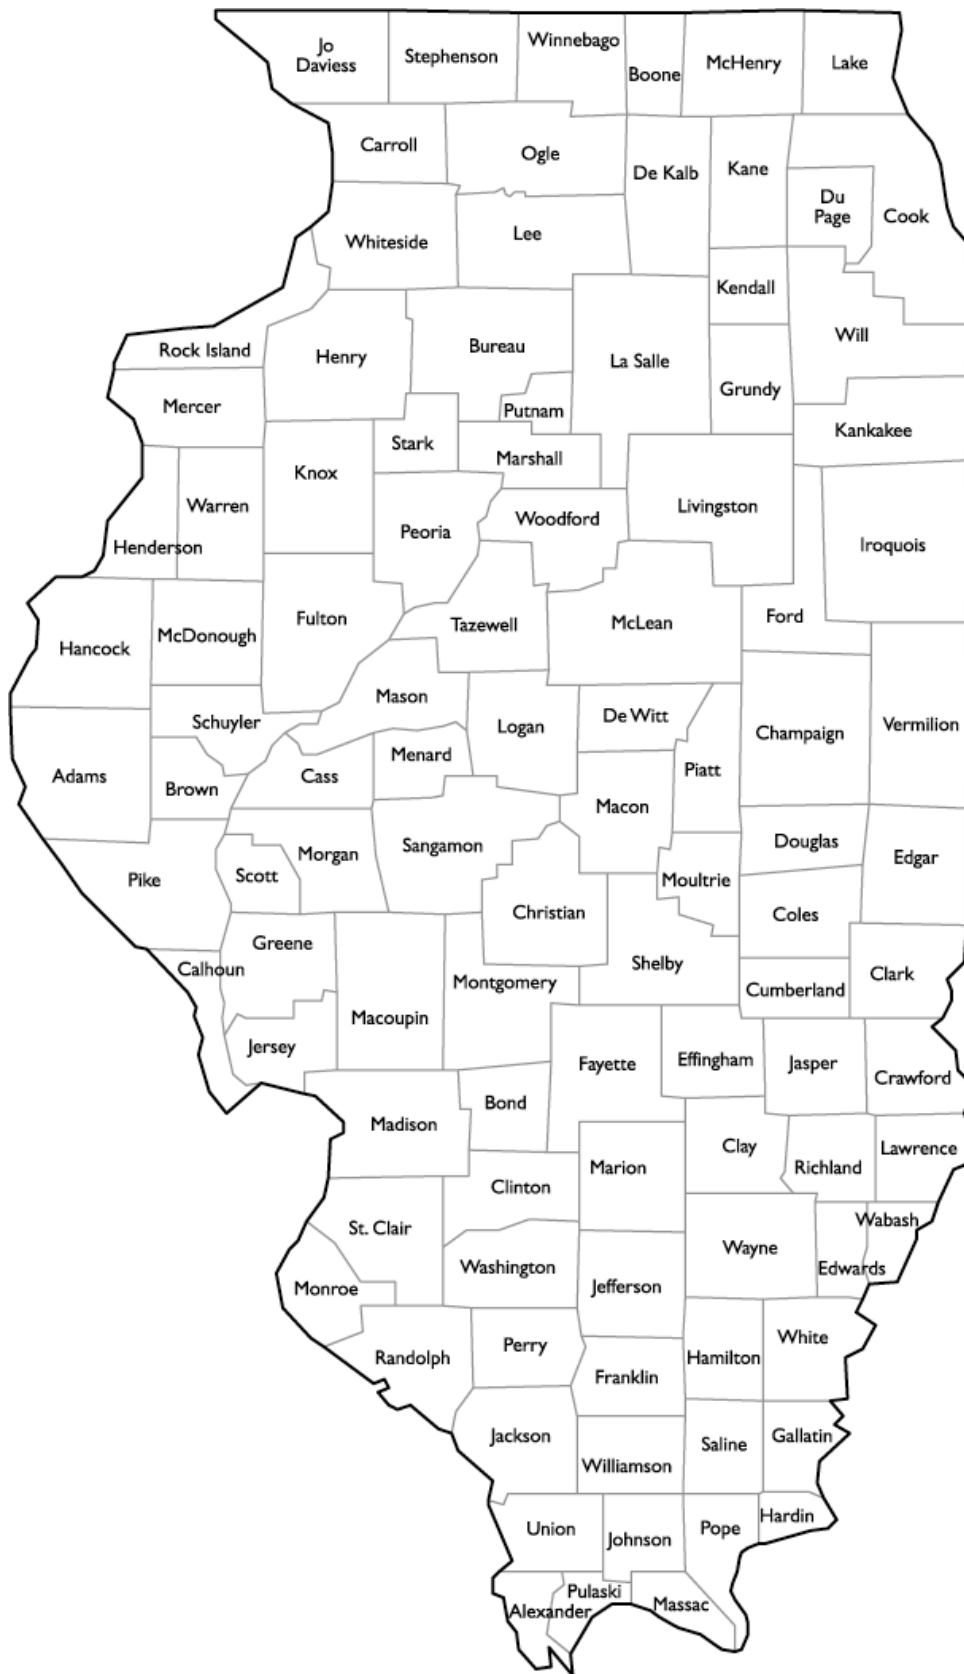 Jo
Daviess
Stephenson
Winnebago
Boone
McHenry
Lake
Carroll
Ogle
De Kalb
Kane
Du
Page
Cook
Whiteside
Lee
Kendall
Rock Island
Henry
Bureau
La Salle
Will
Grundy
Mercer
Putnam
Kankakee
Stark
Marshall
Knox
Warren
Peoria
Woodford
Livingston
Henderson
Iroquois
Hancock
McDonough
Fulton
Tazewell
McLean
Ford
Schuyler
Mason
Logan
De Witt
Champaign
Vermilion
Adams
Brown
Cass
Menard
Macon
Piatt
Pike
Scott
Morgan
Sangamon
Moultrie
Douglas
Edgar
Christian
Coles
Calhoun
Greene
Montgomery
Shelby
Cumberland
Clark
Jersey
Macoupin
Fayette
Effingham
Jasper
Crawford
Madison
Bond
Clay
Richland
Lawrence
Marion
Clinton
St. Clair
Wabash
Wayne
Edwards
Washington
Jefferson
Monroe
Randolph
Perry
Franklin
Hamilton
White
Jackson
Williamson
Saline
Gallatin
Union
Johnson
Pope
Hardin
Alexander
Pulaski
Massac